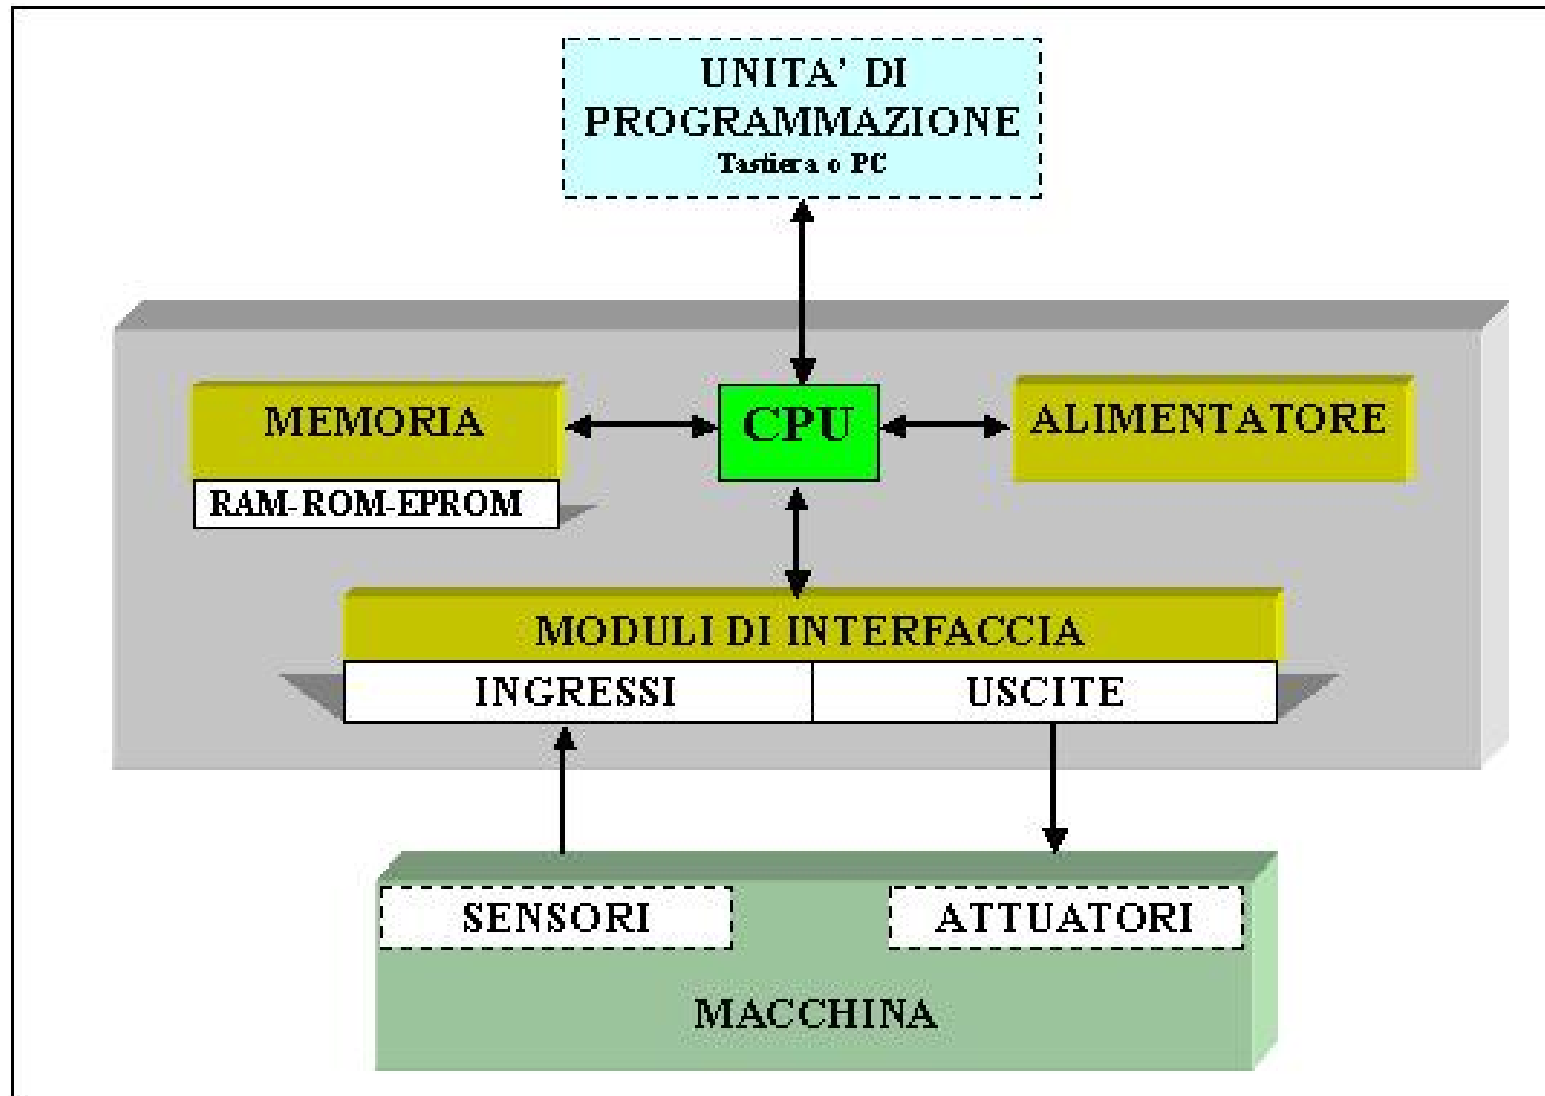 UNITA' DI
PROGRAMMAZIONE
Tastiera o PC
MEMORIA
CPU
ALIMENTATORE
RAM-ROM-EPROM
MODULI DI INTERFACCIA
INGRESSI
USCITE
SENSORI
ATTUATORI
MACCHINA